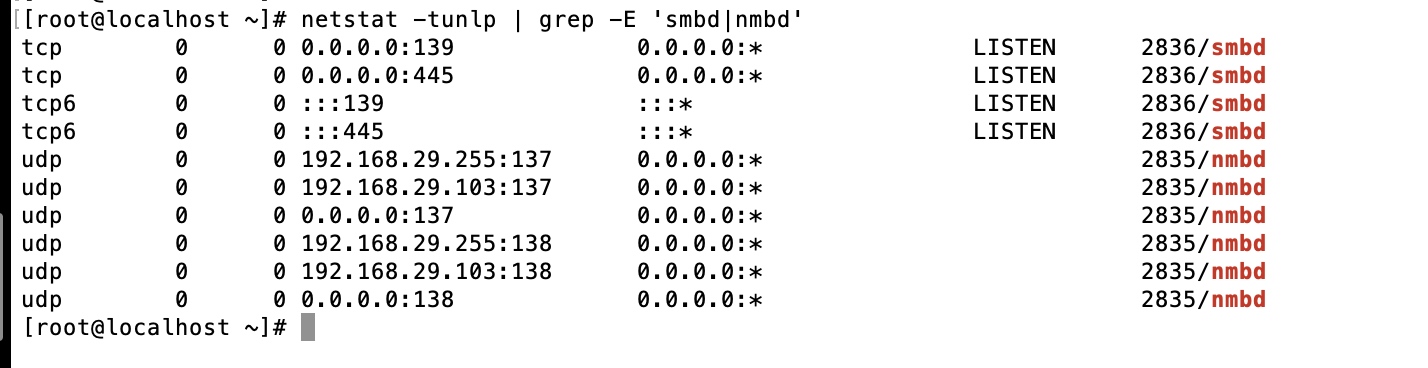 [[root@localhost ~]# netstat -tunlp | grep -E 'smbd|nmbd'
tcp        0      0 0.0.0.0:139             0.0.0.0:*               LISTEN      2836/smbd
tcp        0      0 0.0.0.0:445             0.0.0.0:*               LISTEN      2836/smbd
tcp6       0      0 :::139                  :::*                    LISTEN      2836/smbd
tcp6       0      0 :::445                  :::*                    LISTEN      2836/smbd
udp        0      0 192.168.29.255:137      0.0.0.0:*                           2835/nmbd
udp        0      0 192.168.29.103:137      0.0.0.0:*                           2835/nmbd
udp        0      0 0.0.0.0:137             0.0.0.0:*                           2835/nmbd
udp        0      0 192.168.29.255:138      0.0.0.0:*                           2835/nmbd
udp        0      0 192.168.29.103:138      0.0.0.0:*                           2835/nmbd
udp        0      0 0.0.0.0:138             0.0.0.0:*                           2835/nmbd
[root@localhost ~]#